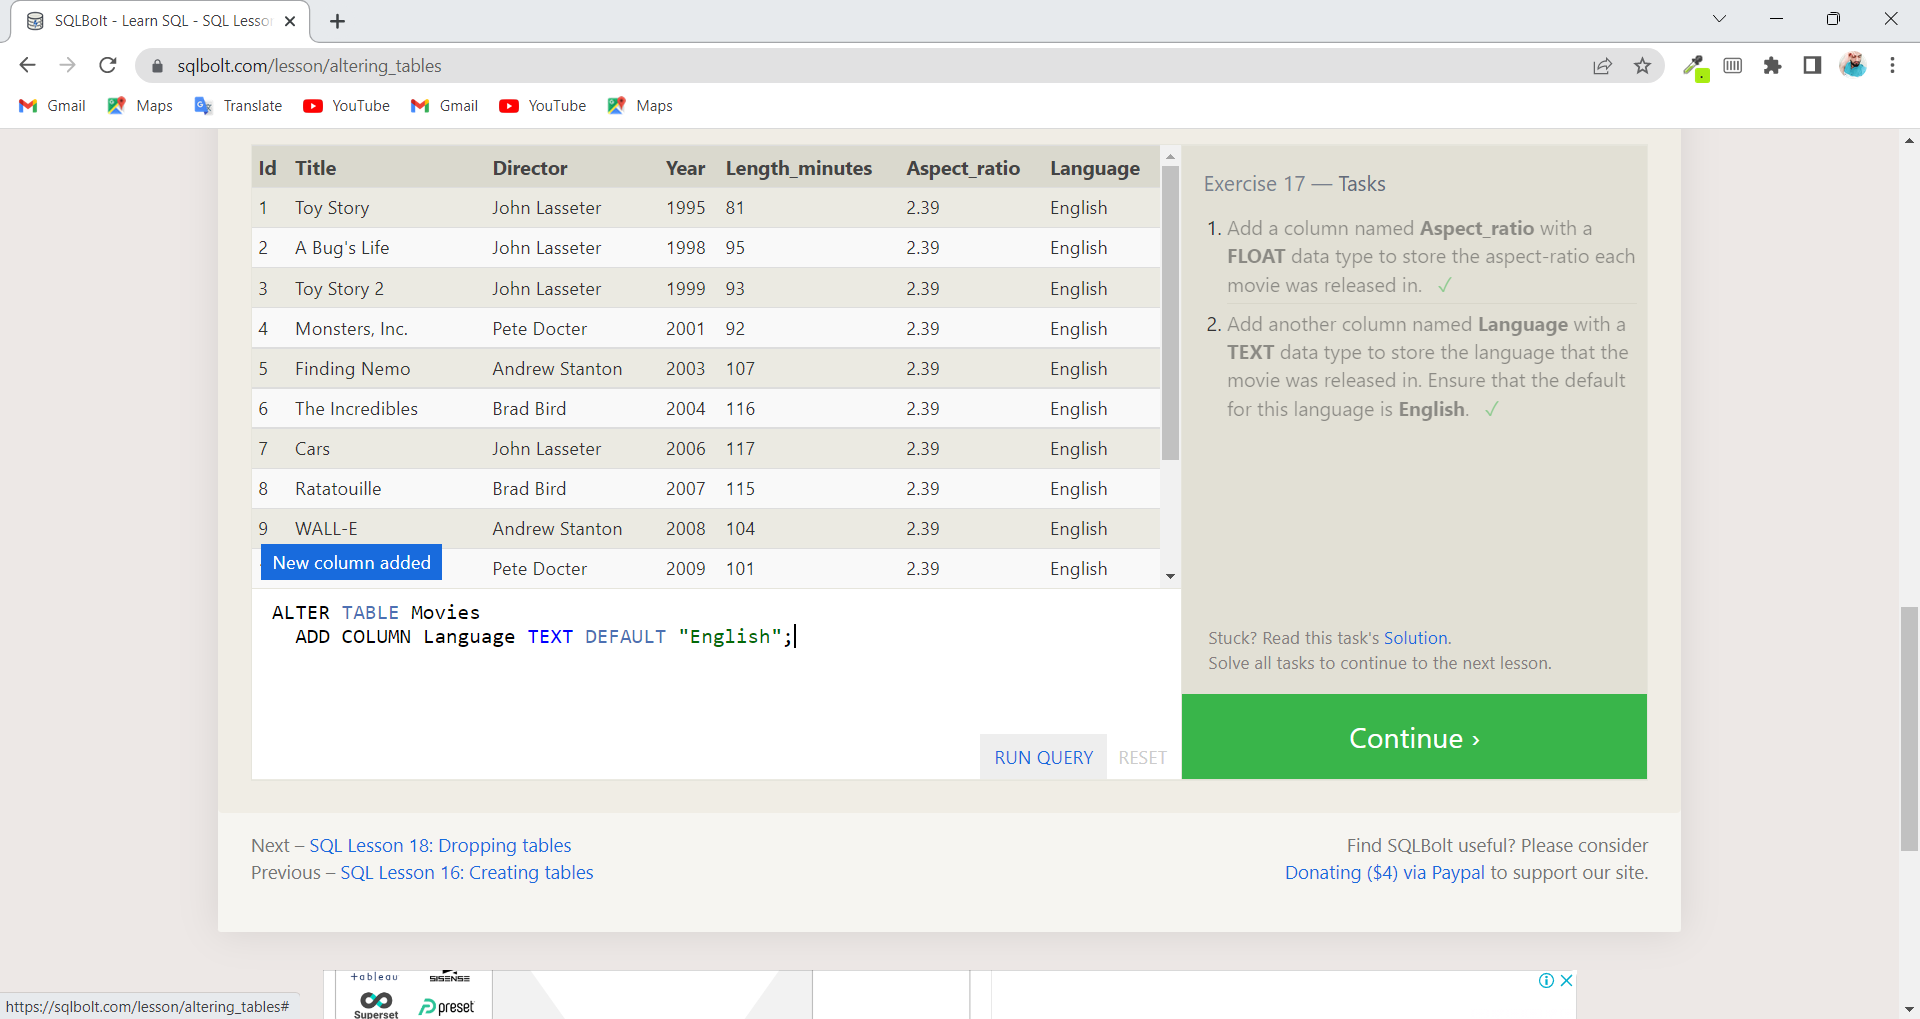 SQLBolt - Learn SQL - SQL Lesso
sqlbolt.com/lesson/altering_tables
Gmail Maps Translate YouTube Gmail YouTube Maps
Id Title Director Year Length_minutes Aspect_ratio Language
1 Toy Story John Lasseter 1995 81 2.39 English
2 A Bug's Life John Lasseter 1998 95 2.39 English
3 Toy Story 2 John Lasseter 1999 93 2.39 English
4 Monsters, Inc. Pete Docter 2001 92 2.39 English
5 Finding Nemo Andrew Stanton 2003 107 2.39 English
6 The Incredibles Brad Bird 2004 116 2.39 English
7 Cars John Lasseter 2006 117 2.39 English
8 Ratatouille Brad Bird 2007 115 2.39 English
9 WALL-E Andrew Stanton 2008 104 2.39 English
Pete Docter 2009 101 2.39 English
New column added
ALTER TABLE Movies
ADD COLUMN Language TEXT DEFAULT "English";
RUN QUERY RESET
Exercise 17 — Tasks
1. Add a column named Aspect_ratio with a
FLOAT data type to store the aspect-ratio each
movie was released in. ✓
2. Add another column named Language with a
TEXT data type to store the language that the
movie was released in. Ensure that the default
for this language is English. ✓
Stuck? Read this task's Solution.
Solve all tasks to continue to the next lesson.
Continue ›
Next – SQL Lesson 18: Dropping tables
Previous – SQL Lesson 16: Creating tables
Find SQLBolt useful? Please consider
Donating ($4) via Paypal to support our site.
+ableau SISENSE
Superset preset
https://sqlbolt.com/lesson/altering_tables#